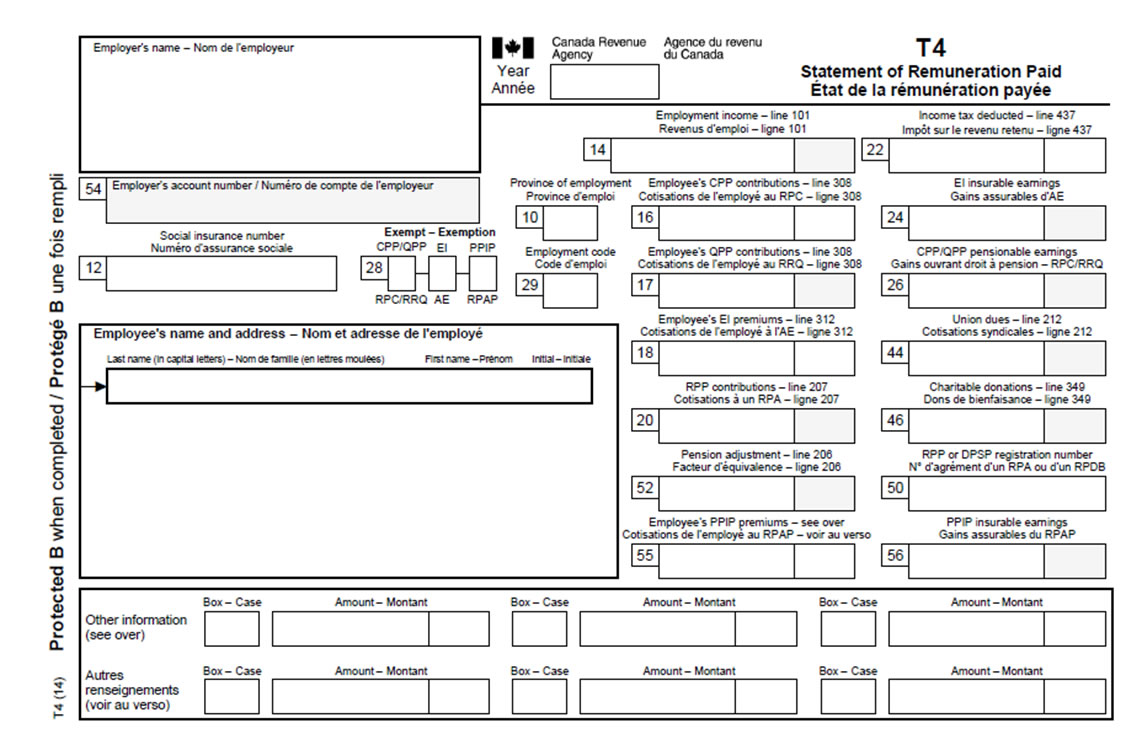 Employer's name – Nom de l'employeur
Canada Revenue Agency
Agence du revenu du Canada
Year
Année
T4
Statement of Remuneration Paid
État de la rémunération payée
Employment income – line 101
Revenus d'emploi – ligne 101
14
Income tax deducted – line 437
Impôt sur le revenu retenu – ligne 437
22
54
Employer's account number / Numéro de compte de l'employeur
Province of employment
Province d'emploi
10
Employee's CPP contributions – line 308
Cotisations de l'employé au RPC – ligne 308
16
EI insurable earnings
Gains assurables d'AE
24
Social insurance number
Numéro d'assurance sociale
12
Exempt – Exemption
CPP/QPP EI PPIP
28
RPC/RRQ AE RPAP
Employment code
Code d'emploi
29
Employee's QPP contributions – line 308
Cotisations de l'employé au RRQ – ligne 308
17
CPP/QPP pensionable earnings
Gains ouvrant droit à pension – RPC/RRQ
26
Employee's name and address – Nom et adresse de l'employé
Last name (in capital letters) – Nom de famille (en lettres moulées) First name – Prénom Initial – Initiale
Employee's EI premiums – line 312
Cotisations de l'employé à l'AE – ligne 312
18
Union dues – line 212
Cotisations syndicales – ligne 212
44
RPP contributions – line 207
Cotisations à un RPA – ligne 207
20
Charitable donations – line 349
Dons de bienfaisance – ligne 349
46
Pension adjustment – line 206
Facteur d'équivalence – ligne 206
52
RPP or DPSP registration number
N° d'agrément d'un RPA ou d'un RPDB
50
Employee's PPIP premiums – see over
Cotisations de l'employé au RPAP – voir au verso
55
PPIP insurable earnings
Gains assurables du RPAP
56
Box – Case Amount – Montant Box – Case Amount – Montant Box – Case Amount – Montant
Other information
(see over)
Box – Case Amount – Montant Box – Case Amount – Montant Box – Case Amount – Montant
Autres
renseignements
(voir au verso)
T4 (14) Protected B when completed / Protégé B une fois rempli